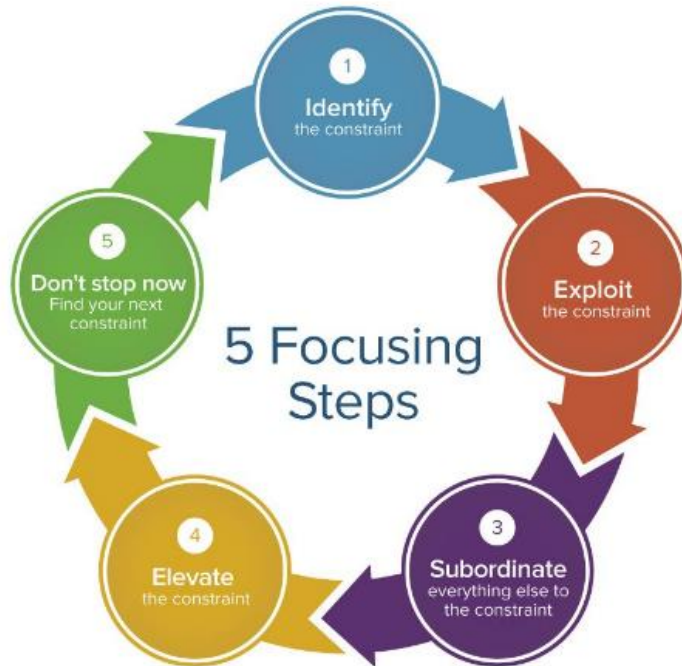 1
Identify
the constraint
2
Exploit
the constraint
3
Subordinate
everything else to
the constraint
4
Elevate
the constraint
5
Don't stop now
Find your next
constraint
5 Focusing
Steps